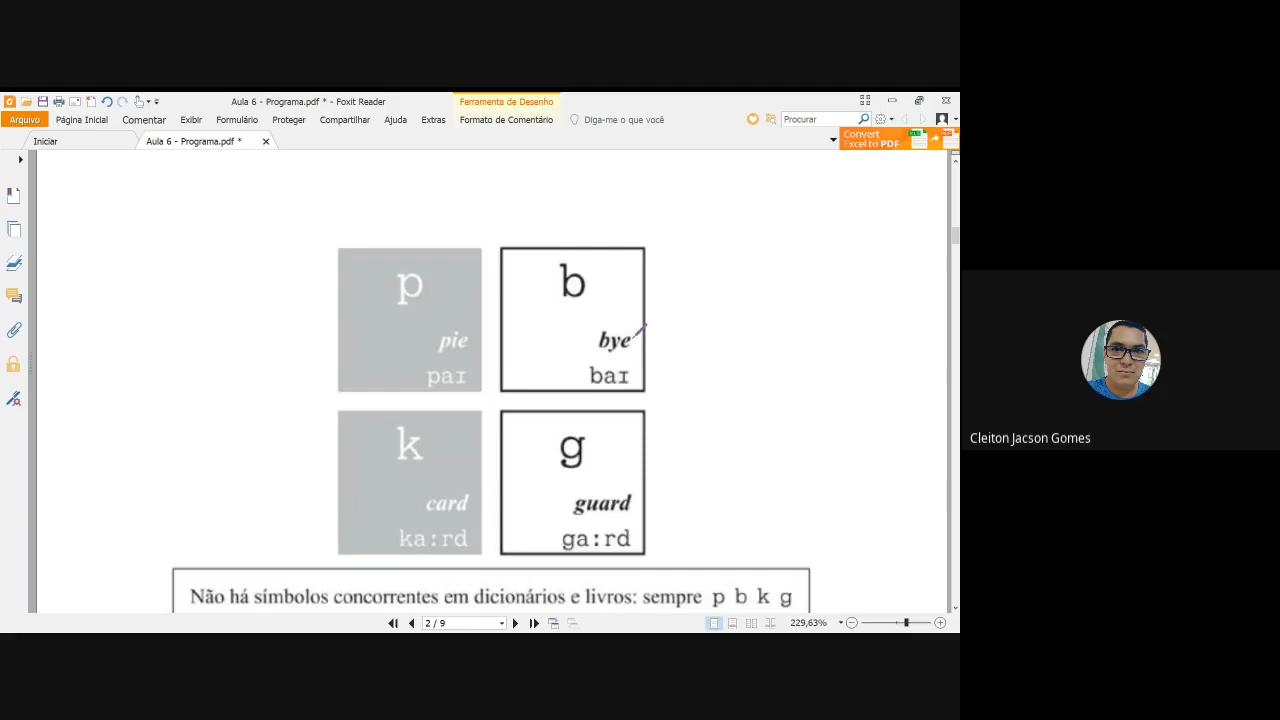 Aula 6 - Programa.pdf * - Foxit Reader
Ferramenta de Desenho
Arquivo Página Inicial Comentar Exibir Formulário Proteger Compartilhar Ajuda Extras Formato de Comentário Diga-me o que você Procurar
Iniciar Aula 6 - Programa.pdf *
Convert
Excel to PDF
p b
pie bye
paɪ baɪ
k g
card guard
ka:rd ga:rd
Não há símbolos concorrentes em dicionários e livros: sempre p b k g
2 / 9 229,63%
Cleiton Jacson Gomes